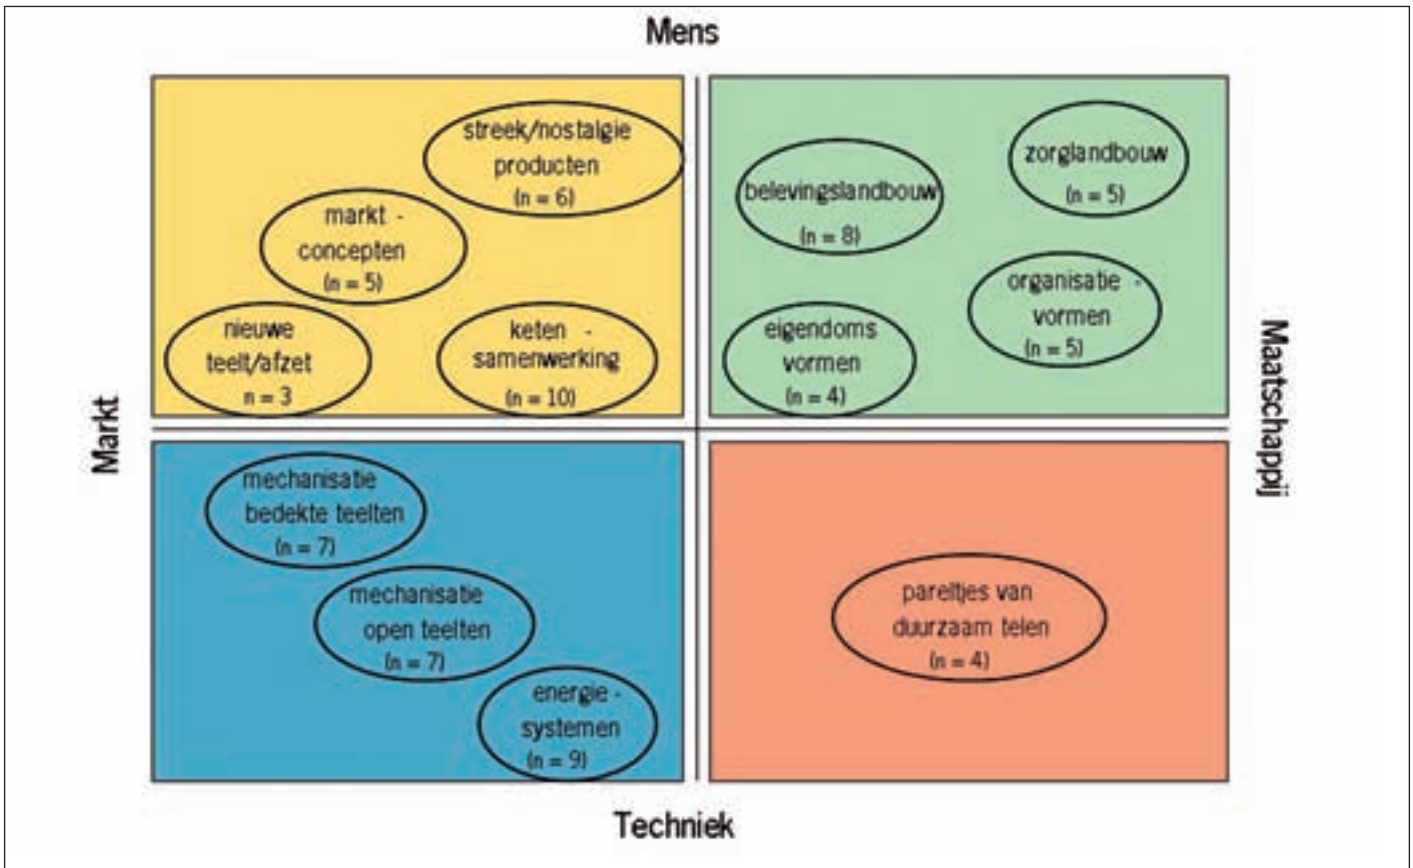 Mens
streek/nostalgie
producten
(n = 6)
markt -
concepten
(n = 5)
nieuwe
teelt/afzet
n = 3
keten -
samenwerking
(n = 10)
belevingslandbouw
(n = 8)
zorglandbouw
(n = 5)
organisatie -
vormen
(n = 5)
eigendoms
vormen
(n = 4)
Markt
Maatschappij
mechanisatie
bedekte teelten
(n = 7)
mechanisatie
open teelten
(n = 7)
energie -
systemen
(n = 9)
pareltjes van
duurzaam telen
(n = 4)
Techniek